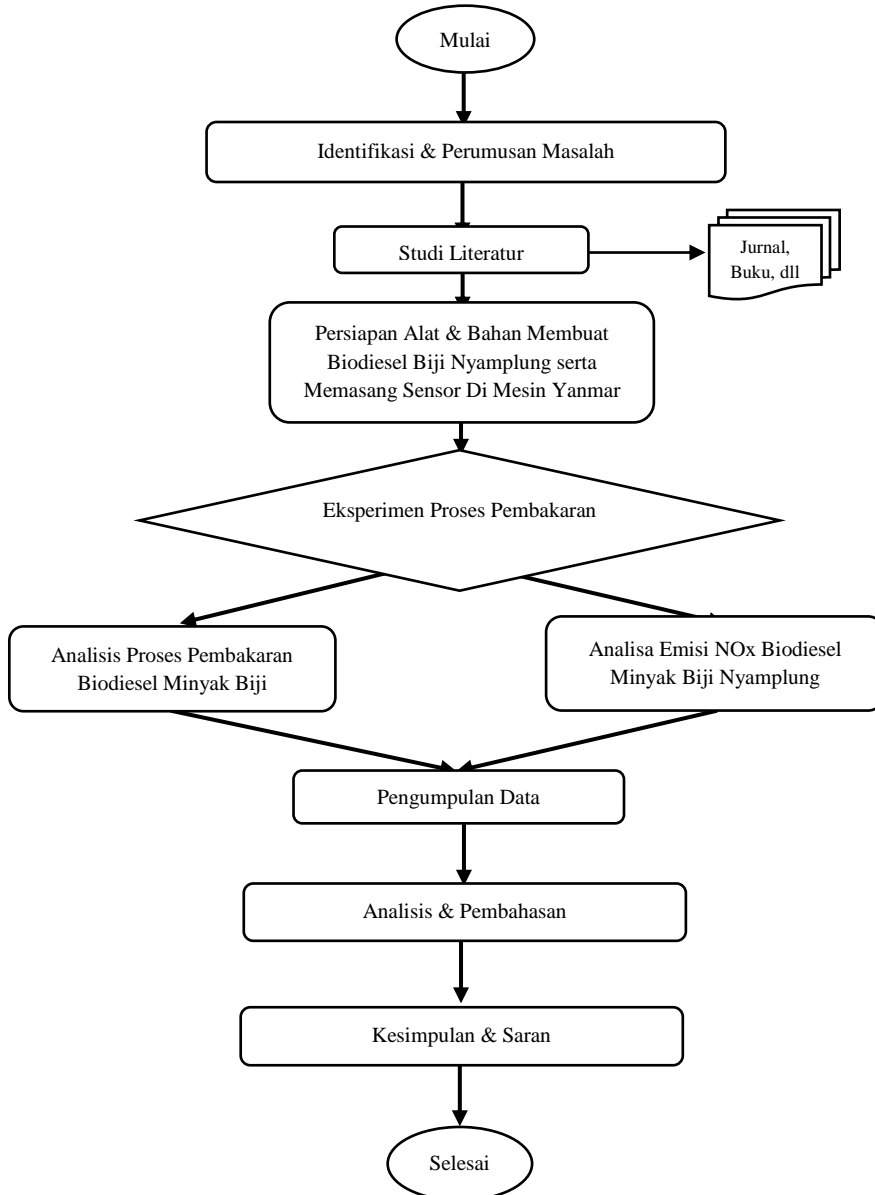 Mulai
Identifikasi & Perumusan Masalah
Studi Literatur
Jurnal,
Buku, dll
Persiapan Alat & Bahan Membuat
Biodiesel Biji Nyamplung serta
Memasang Sensor Di Mesin Yanmar
Eksperimen Proses Pembakaran
Analisis Proses Pembakaran
Biodiesel Minyak Biji
Analisa Emisi NOx Biodiesel
Minyak Biji Nyamplung
Pengumpulan Data
Analisis & Pembahasan
Kesimpulan & Saran
Selesai